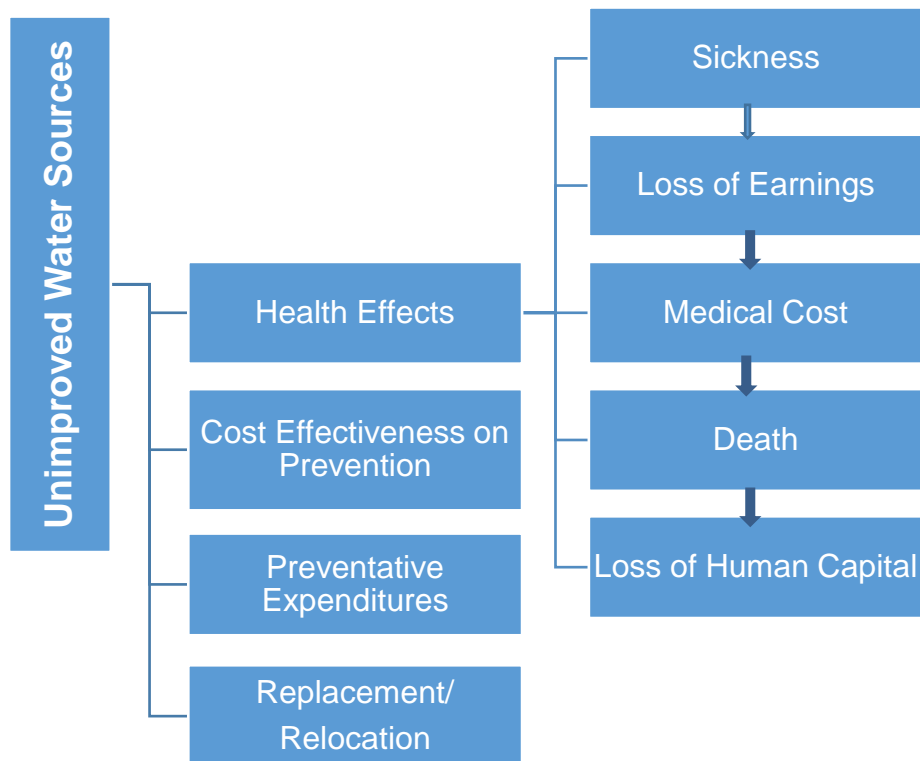 Unimproved Water Sources
Health Effects
Cost Effectiveness on
Prevention
Preventative
Expenditures
Replacement/
Relocation
Sickness
Loss of Earnings
Medical Cost
Death
Loss of Human Capital